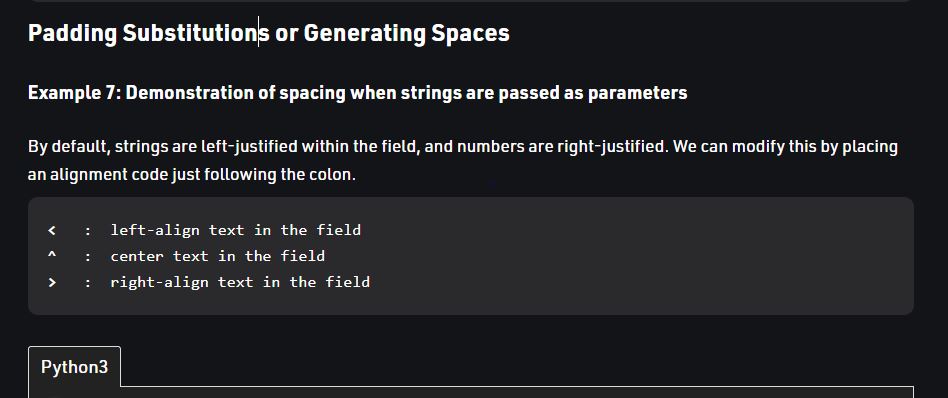 Padding Substitutions or Generating Spaces
Example 7: Demonstration of spacing when strings are passed as parameters
By default, strings are left-justified within the field, and numbers are right-justified. We can modify this by placing
an alignment code just following the colon.
<   :  left-align text in the field
^   :  center text in the field
>   :  right-align text in the field
Python3